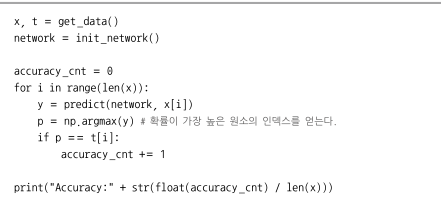 x, t = get_data()
network = init_network()

accuracy_cnt = 0
for i in range(len(x)):
    y = predict(network, x[i])
    p = np.argmax(y) # 확률이 가장 높은 원소의 인덱스를 얻는다.
    if p == t[i]:
        accuracy_cnt += 1

print("Accuracy:" + str(float(accuracy_cnt) / len(x)))